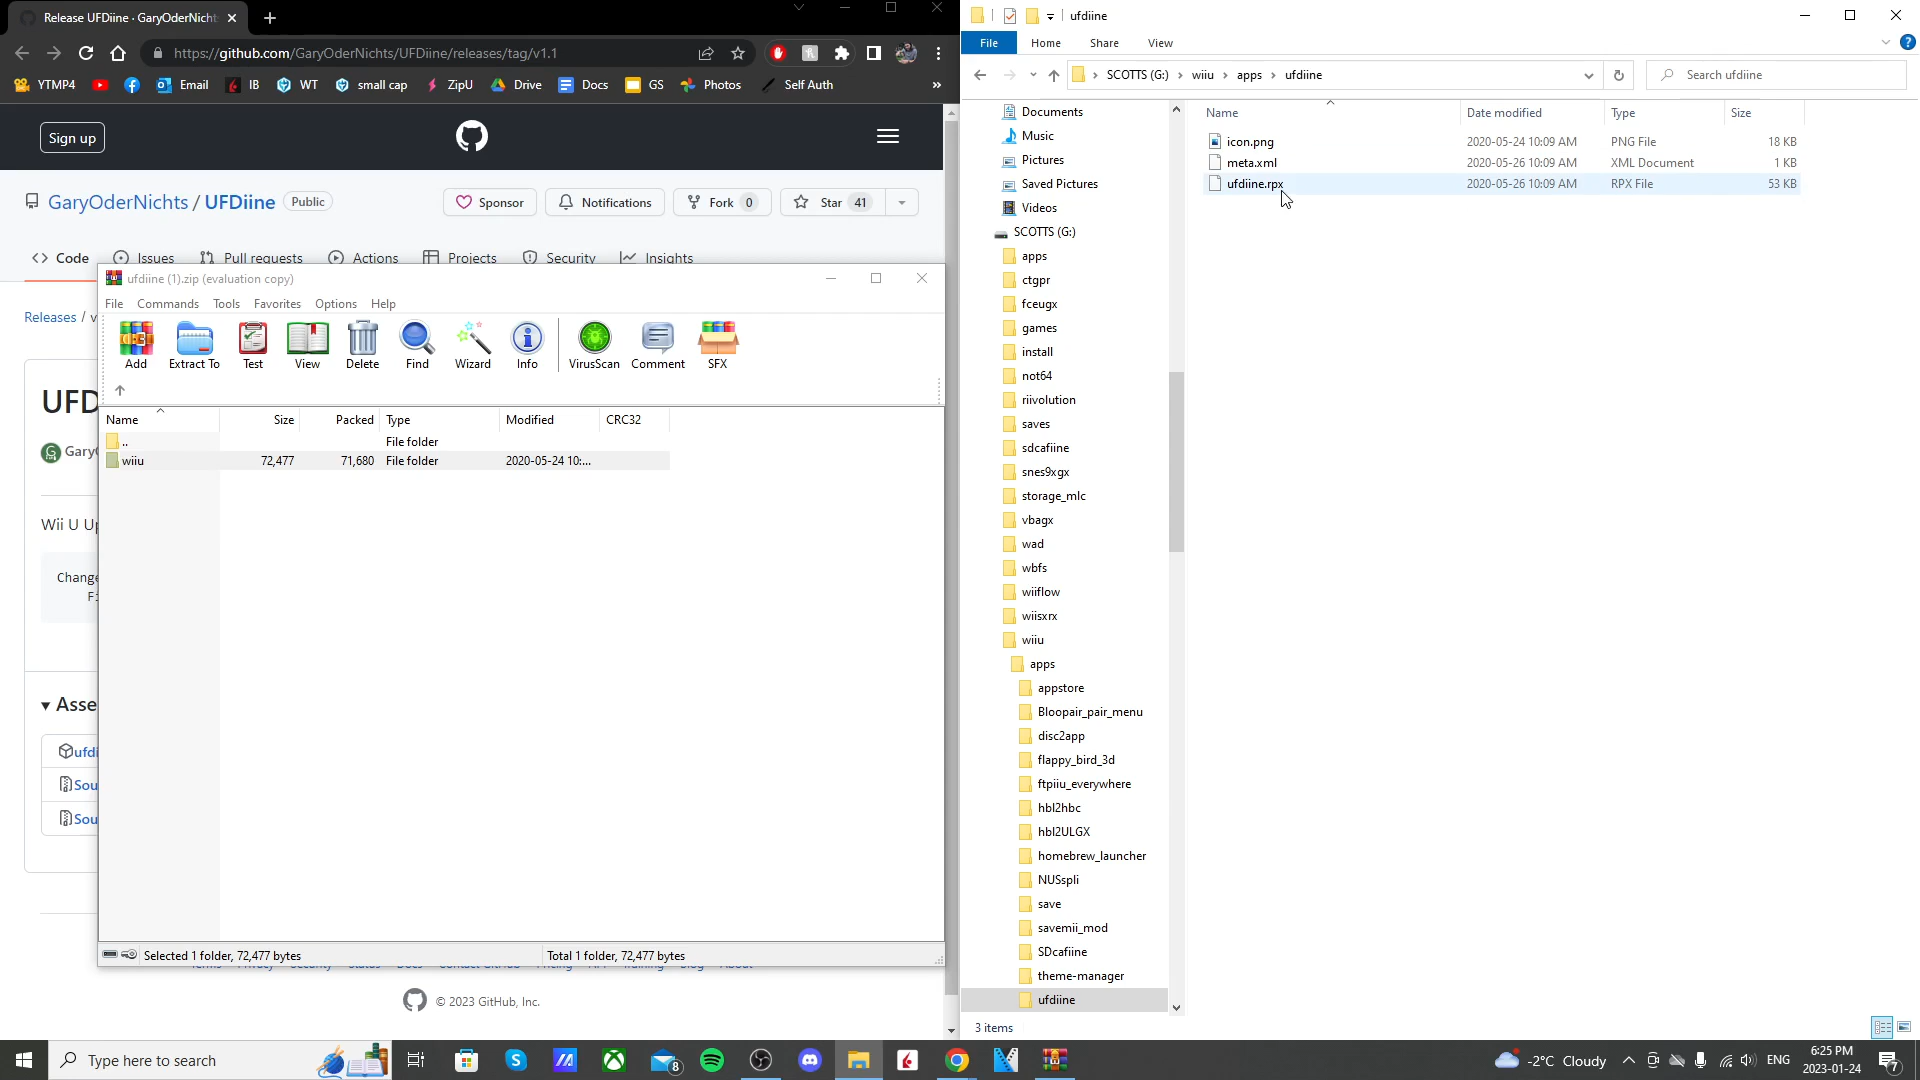 Release UFDiine · GaryOderNicht
https://github.com/GaryOderNichts/UFDiine/releases/tag/v1.1
YTMP4
Email
IB
WT
small cap
ZipU
Drive
Docs
GS
Photos
Self Auth
»
Sign up
GaryOderNichts / UFDiine
Public
Sponsor
Notifications
Fork 0
Star 41
Code
Issues
Pull requests
Actions
Projects
Security
Insights
Releases / v
UFD
Wii U Up
Change
Asse
ufdi
Sou
Sou
© 2023 GitHub, Inc.
ufdiine (1).zip (evaluation copy)
File Commands Tools Favorites Options Help
Add
Extract To
Test
View
Delete
Find
Wizard
Info
VirusScan
Comment
SFX
Name Size Packed Type Modified CRC32
.. File folder
wiiu 72,477 71,680 File folder 2020-05-24 10:...
Selected 1 folder, 72,477 bytes
Total 1 folder, 72,477 bytes
ufdiine
File Home Share View
SCOTTS (G:) › wiiu › apps › ufdiine
Search ufdiine
Documents
Music
Pictures
Saved Pictures
Videos
SCOTTS (G:)
apps
ctgpr
fceugx
games
install
not64
riivolution
saves
sdcafiine
snes9xgx
storage_mlc
vbagx
wad
wbfs
wiiflow
wiisxrx
wiiu
apps
appstore
Bloopair_pair_menu
disc2app
flappy_bird_3d
ftpiiu_everywhere
hbl2hbc
hbl2ULGX
homebrew_launcher
NUSspli
save
savemii_mod
SDcafiine
theme-manager
ufdiine
Name Date modified Type Size
icon.png 2020-05-24 10:09 AM PNG File 18 KB
meta.xml 2020-05-26 10:09 AM XML Document 1 KB
ufdiine.rpx 2020-05-26 10:09 AM RPX File 53 KB
3 items
Type here to search
8
-2°C Cloudy
ENG
6:25 PM
2023-01-24
7